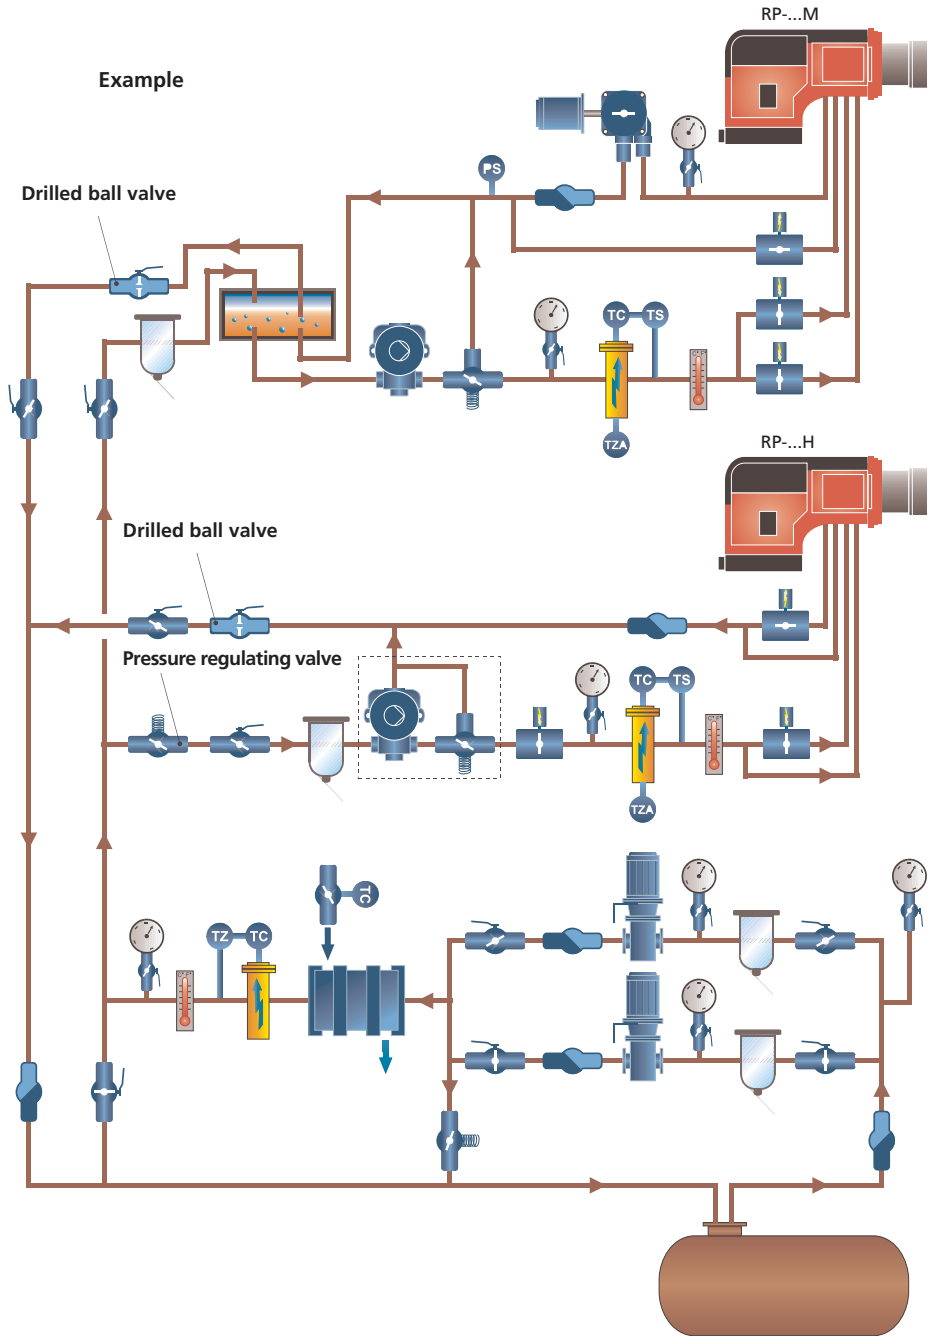 RP-...M
Example
PS
Drilled ball valve
TC
TS
TZA
RP-...H
Drilled ball valve
Pressure regulating valve
TC
TS
TZA
TC
TZ
TC